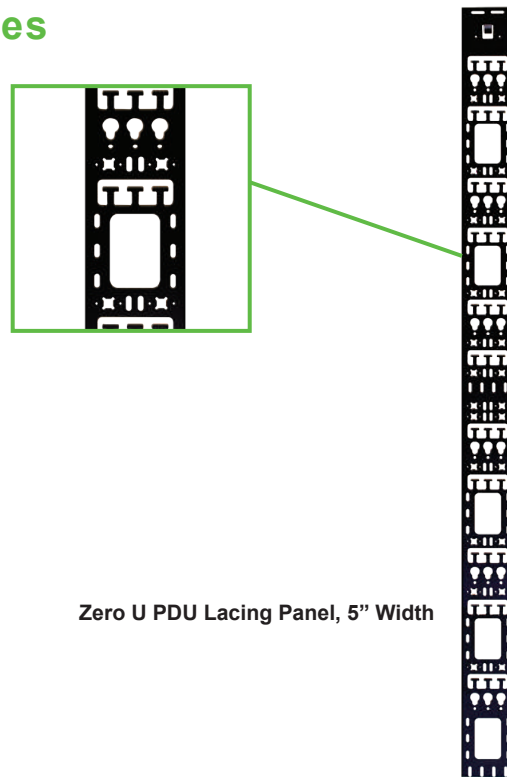 es
Zero U PDU Lacing Panel, 5” Width